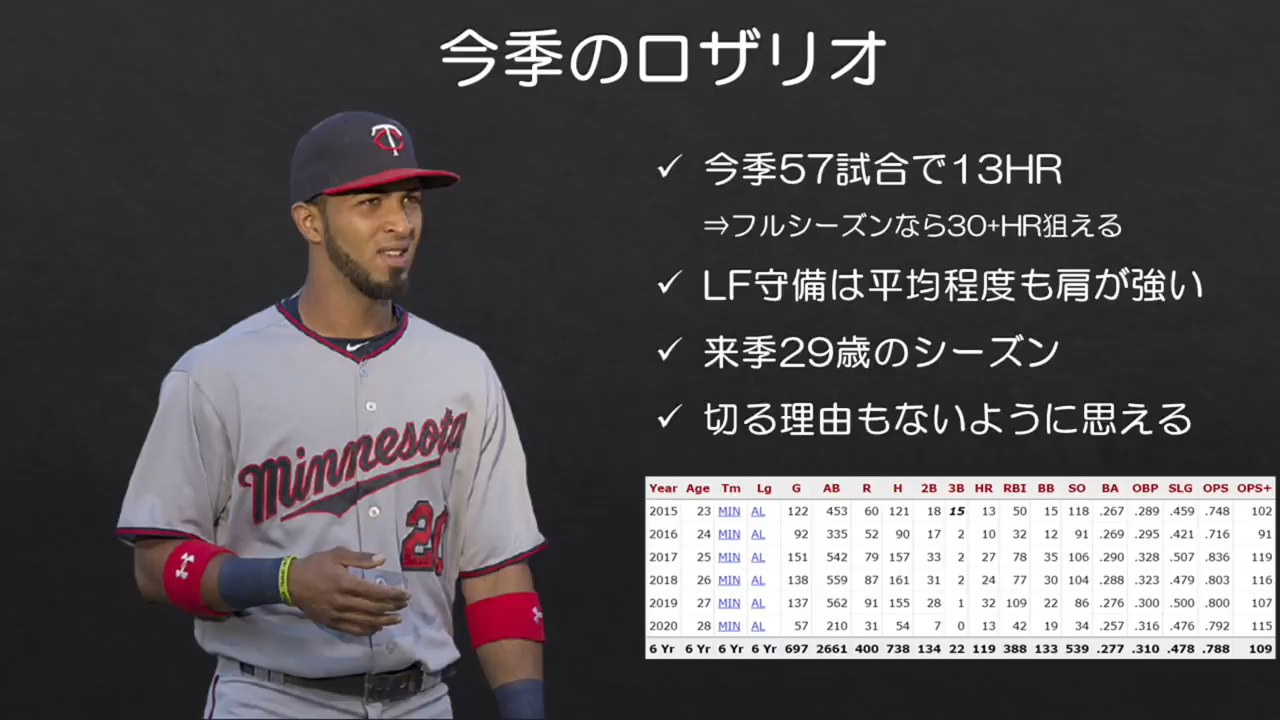 今季のロザリオ
✓ 今季57試合で13HR
⇒フルシーズンなら30+HR狙える
✓ LF守備は平均程度も肩が強い
✓ 来季29歳のシーズン
✓ 切る理由もないように思える
TC
Minnesota
20
Year Age Tm Lg G AB R H 2B 3B HR RBI BB SO BA OBP SLG OPS OPS+
2015 23 MIN AL 122 453 60 121 18 15 13 50 15 118 .267 .289 .459 .748 102
2016 24 MIN AL 92 335 52 90 17 2 10 32 12 91 .269 .295 .421 .716 91
2017 25 MIN AL 151 542 79 157 33 2 27 78 35 106 .290 .328 .507 .836 119
2018 26 MIN AL 138 559 87 161 31 2 24 77 30 104 .288 .323 .479 .803 116
2019 27 MIN AL 137 562 91 155 28 1 32 109 22 86 .276 .300 .500 .800 107
2020 28 MIN AL 57 210 31 54 7 0 13 42 19 34 .257 .316 .476 .792 115
6 Yr 6 Yr 6 Yr 6 Yr 697 2661 400 738 134 22 119 388 133 539 .277 .310 .478 .788 109